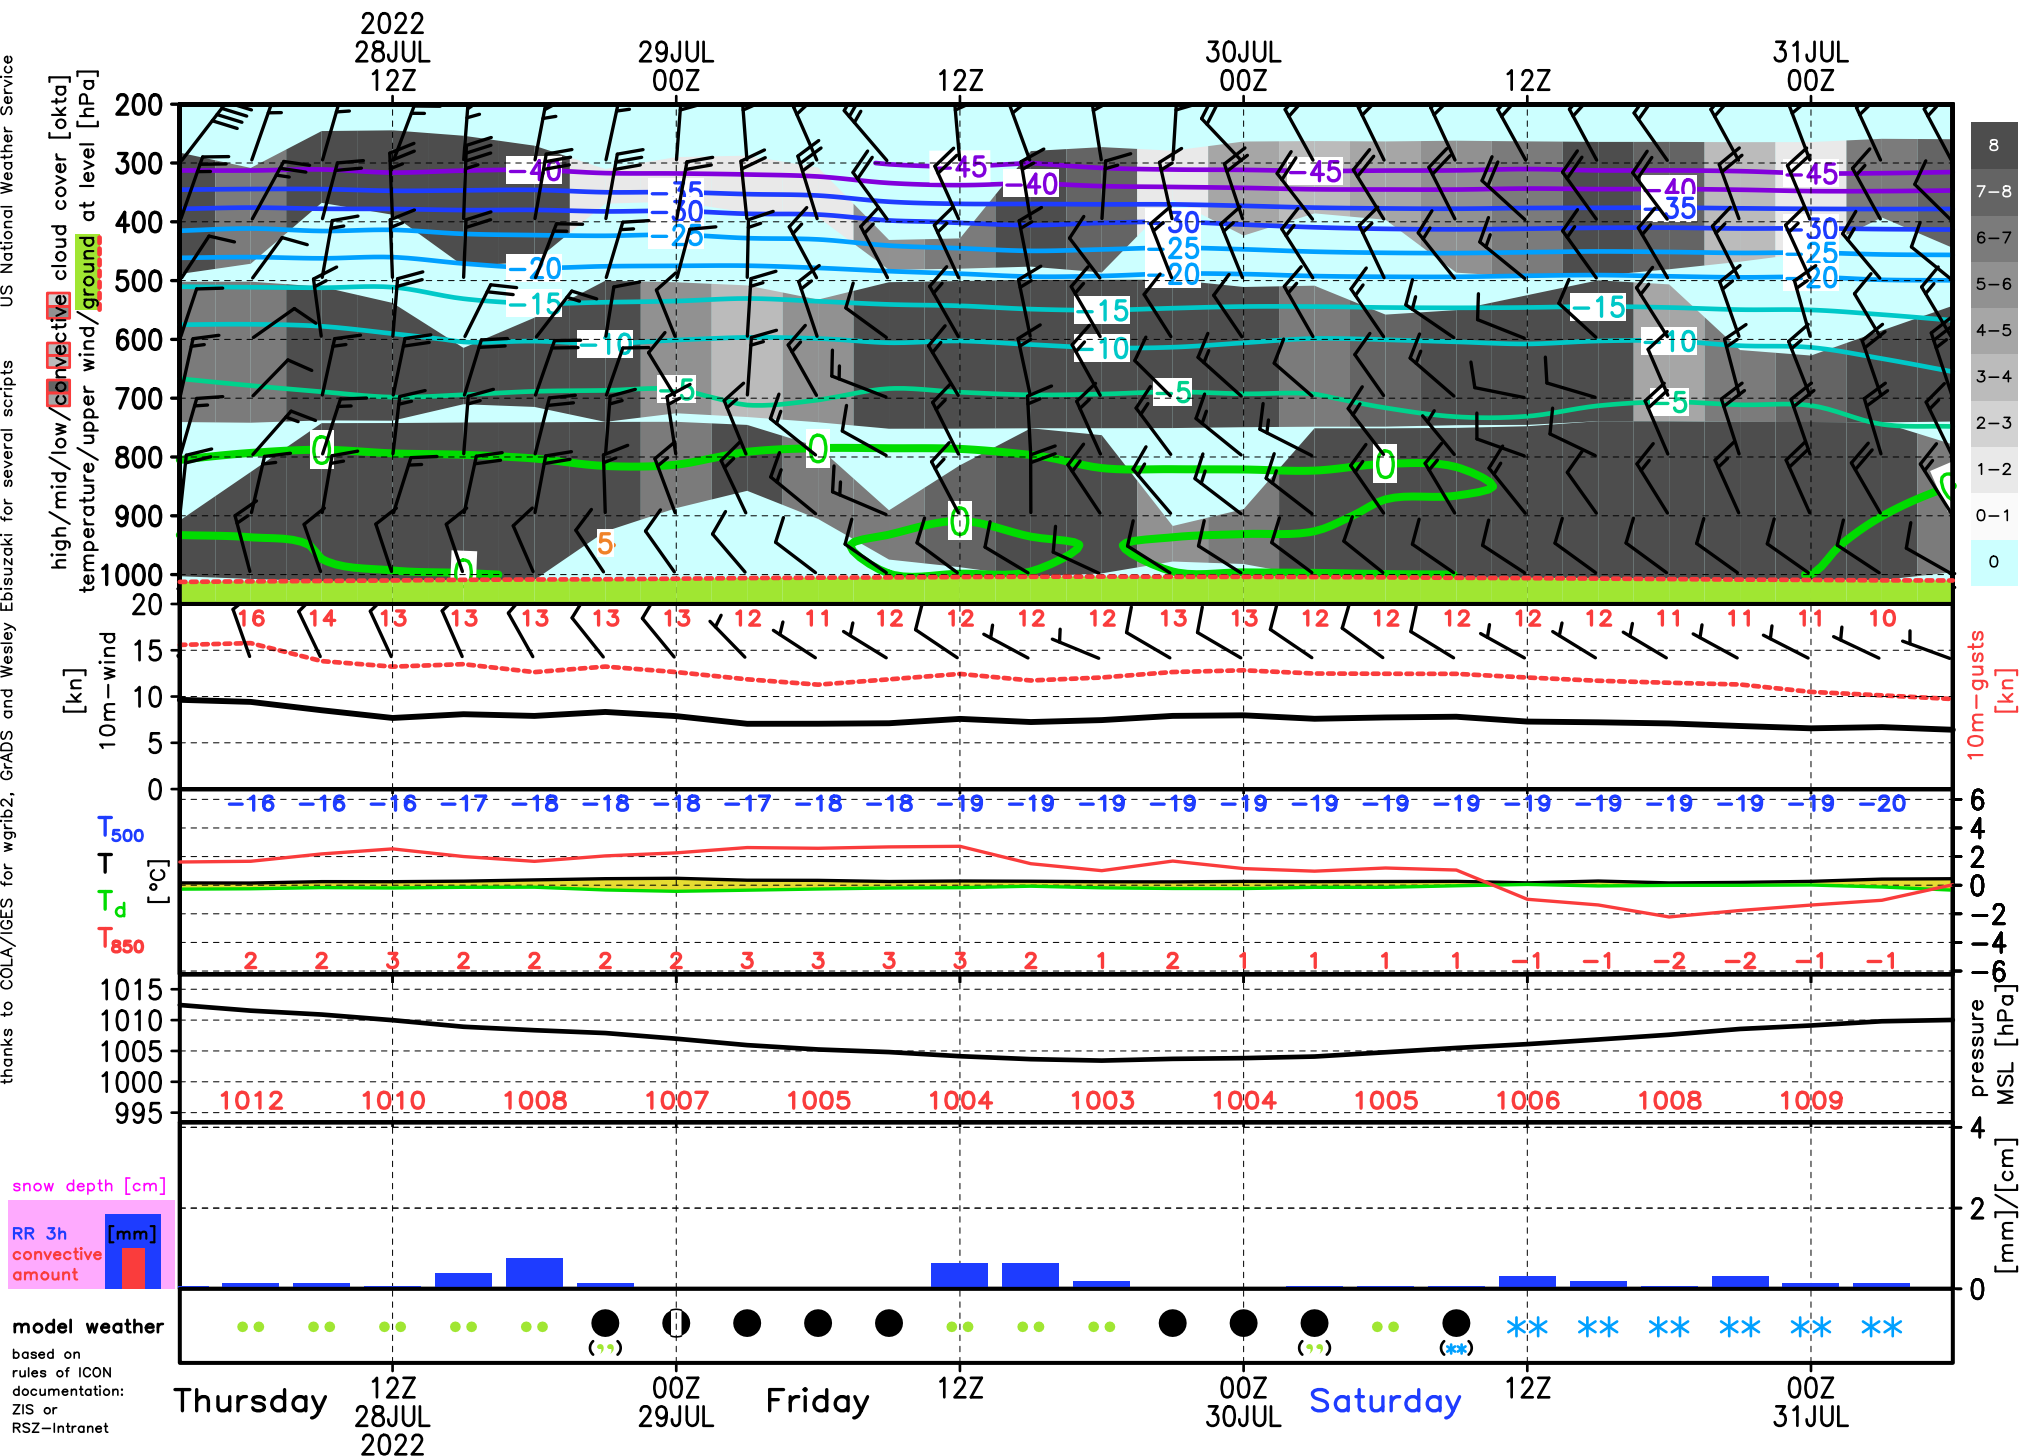 2022
28JUL 29JUL 30JUL 31JUL
12Z 00Z 12Z 00Z 12Z 00Z
US National Weather Service
thanks to COLA/IGES for wgrib2, GrADS and Wesley Ebisuzaki for several scripts
high/mid/low/convective cloud cover [okta]
temperature/upper wind/ground at level [hPa]
200
300
400
500
600
700
800
900
1000
-40 -45 -40 -45 -40 -45
-35 -30 -25 -30 -25 -20 -35 -30 -25 -20
-20 -15 -10 -5 -15 -10 -5 -15 -10 -5
0 0 0 0 0 0
5
8
7-8
6-7
5-6
4-5
3-4
2-3
1-2
0-1
0
20
15
10
5
0
10m-wind
[kn]
16 14 13 13 13 13 13 12 11 12 12 12 12 13 13 12 12 12 12 12 11 11 11 10
10m-gusts
[kn]
-16 -16 -16 -17 -18 -18 -18 -17 -18 -18 -19 -19 -19 -19 -19 -19 -19 -19 -19 -19 -19 -19 -19 -20
T500
T
Td
T850
[°C]
6
4
2
0
-2
-4
-6
2 2 3 2 2 2 2 3 3 3 3 2 1 2 1 1 1 1 -1 -1 -2 -2 -1 -1
1015
1010
1005
1000
995
1012 1010 1008 1007 1005 1004 1003 1004 1005 1006 1008 1009
pressure
MSL [hPa]
4
2
0
[mm]/[cm]
snow depth [cm]
RR 3h [mm]
convective
amount
model weather
based on
rules of ICON
documentation:
ZIS or
RSZ-Intranet
12Z 00Z 12Z 00Z 12Z 00Z
Thursday Friday Saturday
28JUL 29JUL 30JUL 31JUL
2022